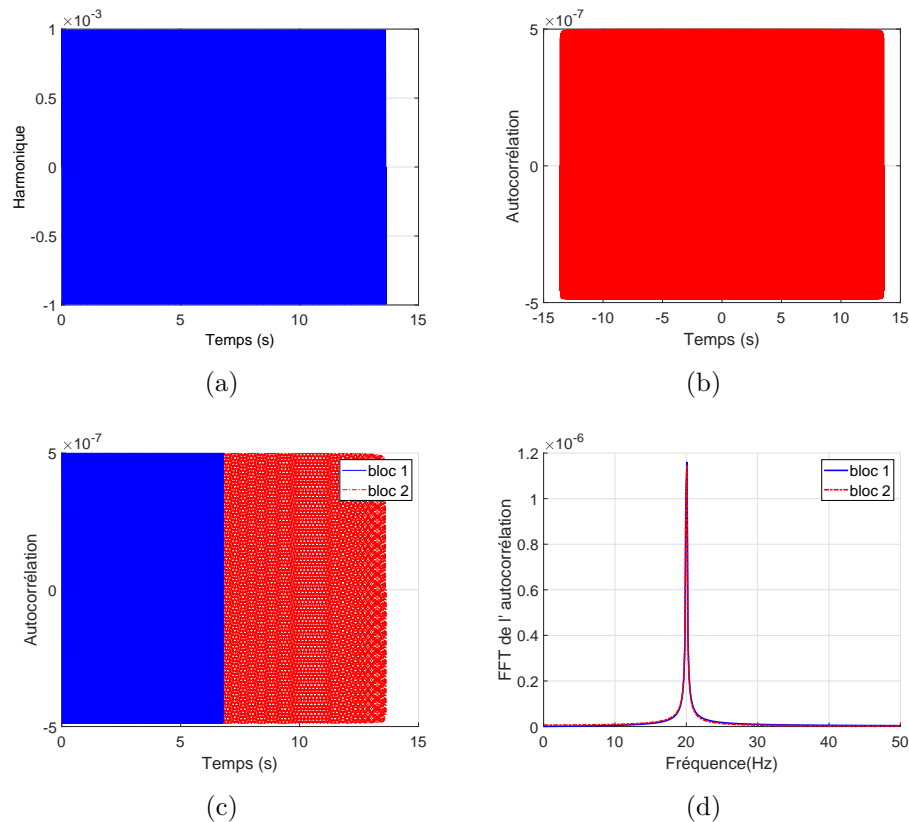 ×10⁻³
1
0.5
0
-0.5
-1
Harmonique
0 5 10 15
Temps (s)
(a)
×10⁻⁷
5
0
-5
Autocorrélation
-15 -10 -5 0 5 10 15
Temps (s)
(b)
×10⁻⁷
5
0
-5
Autocorrélation
bloc 1
bloc 2
0 5 10 15
Temps (s)
(c)
×10⁻⁶
1.2
1
0.8
0.6
0.4
0.2
0
FFT de l' autocorrélation
bloc 1
bloc 2
0 10 20 30 40 50
Fréquence(Hz)
(d)